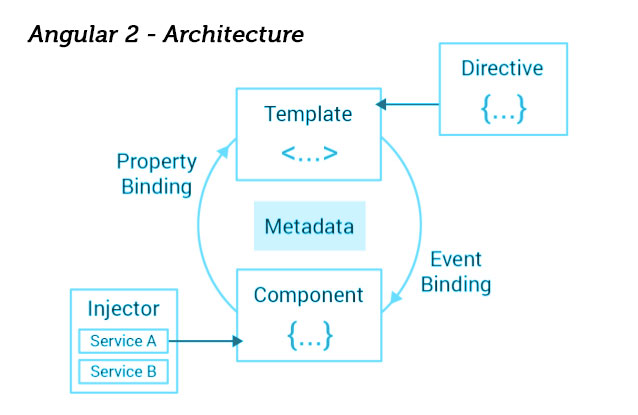 Angular 2 - Architecture
Directive
{...}
Template
<...>
Property
Binding
Metadata
Event
Binding
Component
{...}
Injector
Service A
Service B